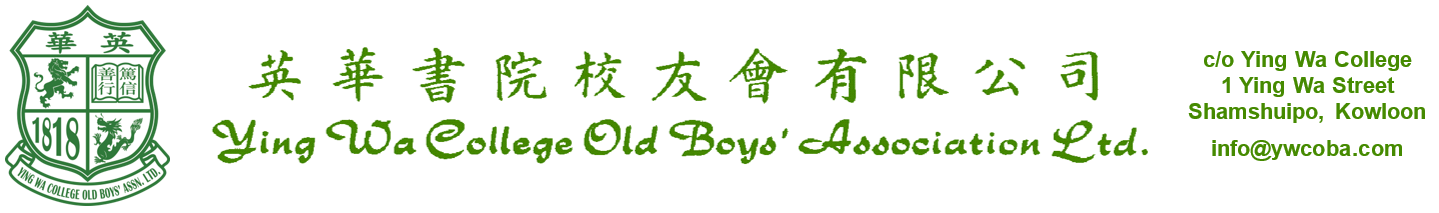 華 英
善 篤
行 信
1818
YING WA COLLEGE OLD BOYS' ASSN. LTD.
英華書院校友會有限公司
Ying Wa College Old Boys' Association Ltd.
c/o Ying Wa College
1 Ying Wa Street
Shamshuipo, Kowloon
info@ywcoba.com